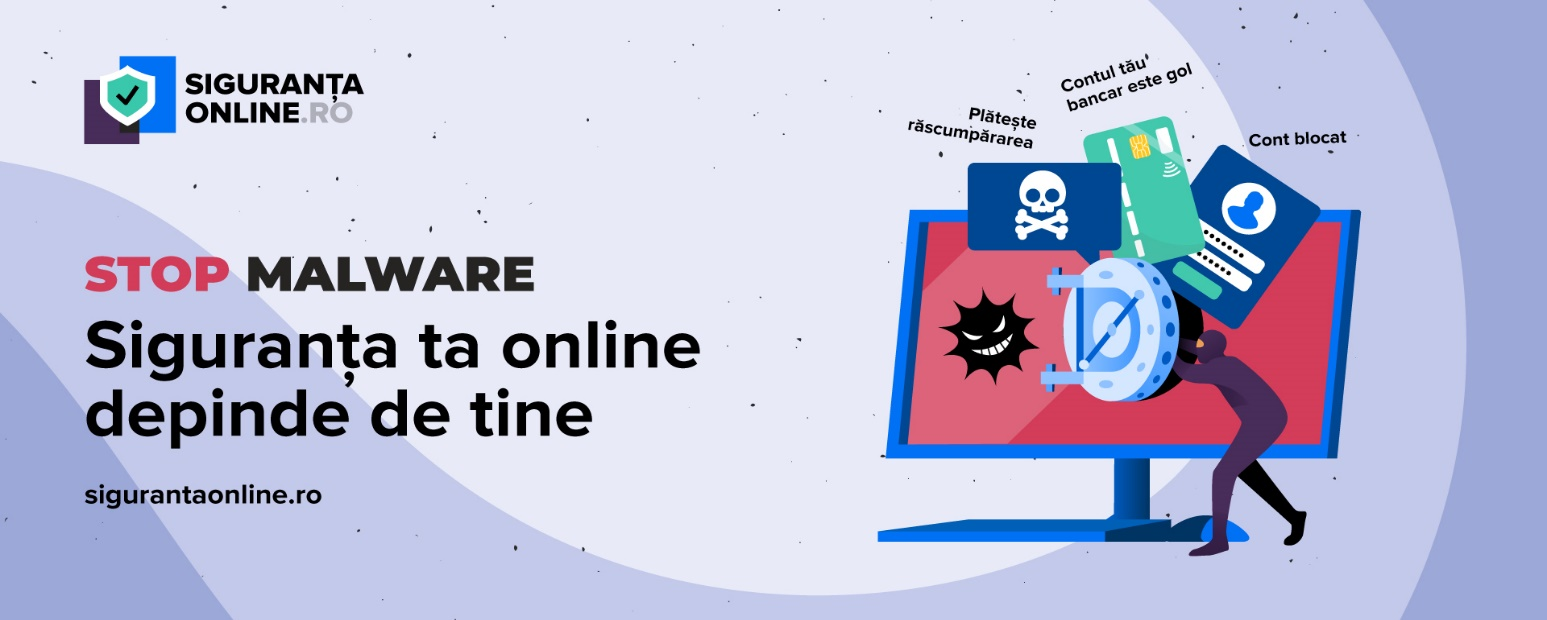 SIGURANȚA
ONLINE.RO
STOP MALWARE
Siguranța ta online
depinde de tine
sigurantaonline.ro
Plătește
răscumpărarea
Contul tău
bancar este gol
Cont blocat